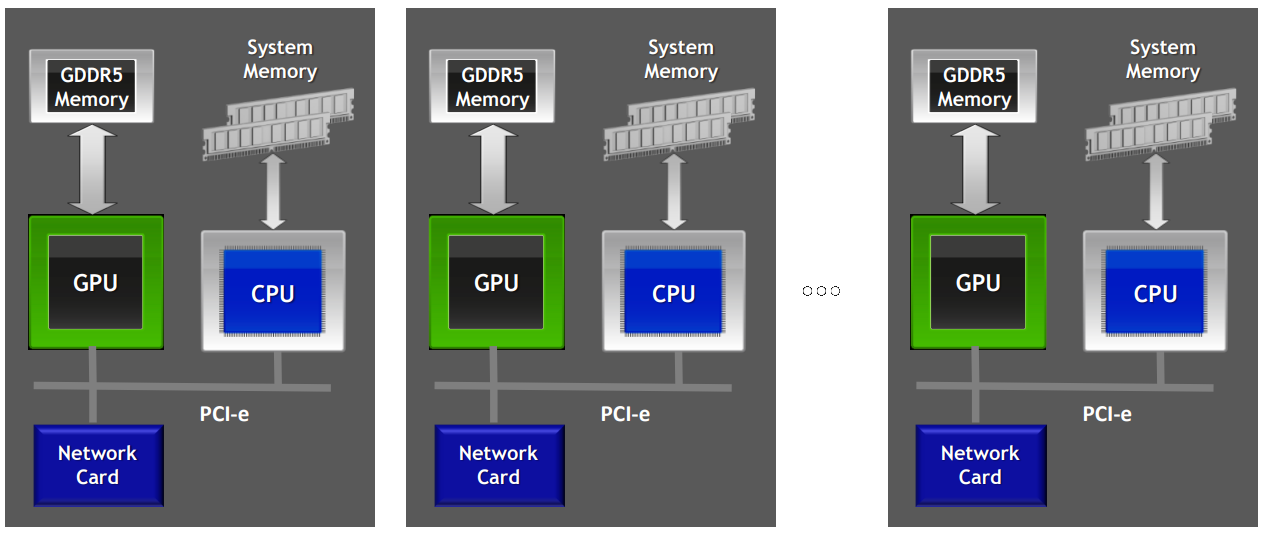 System
Memory
GDDR5
Memory
GPU
CPU
PCI-e
Network
Card
System
Memory
GDDR5
Memory
GPU
CPU
PCI-e
Network
Card
System
Memory
GDDR5
Memory
GPU
CPU
PCI-e
Network
Card